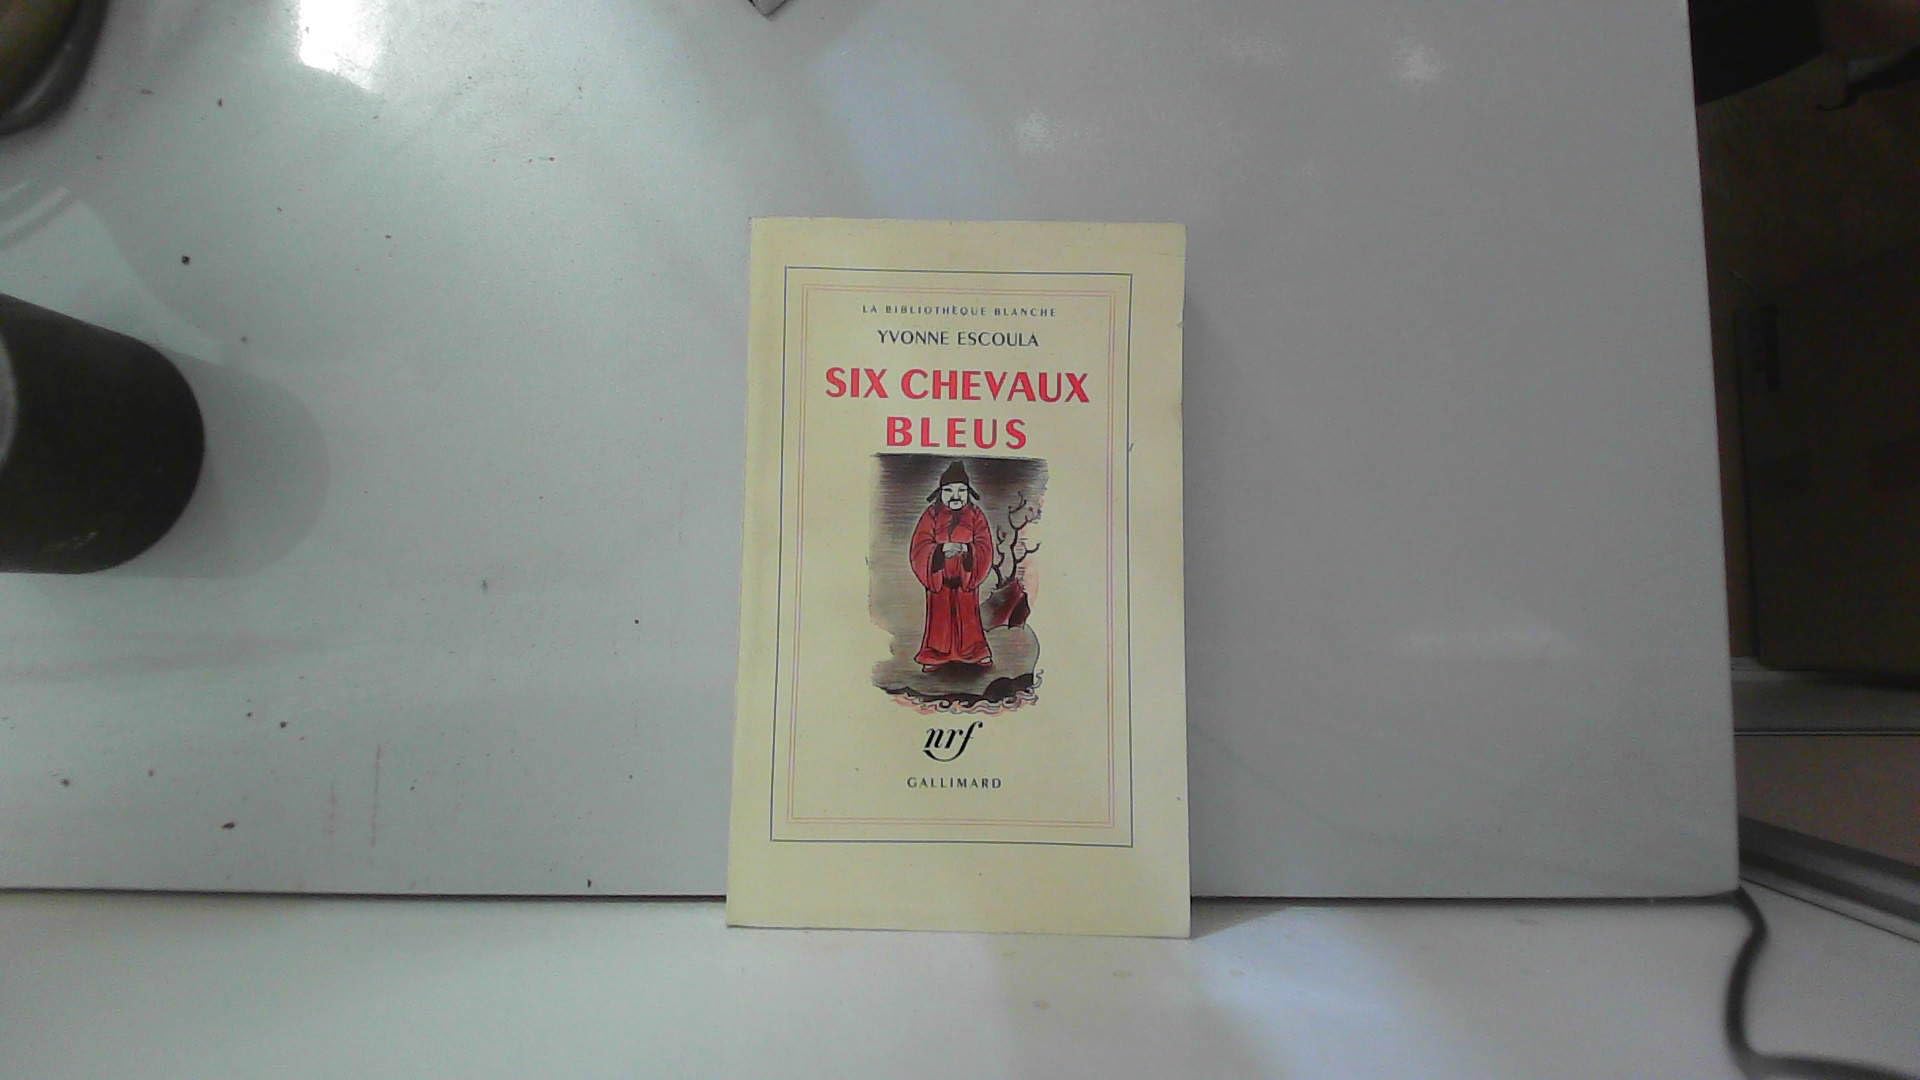 LA BIBLIOTHÈQUE BLANCHE
YVONNE ESCOULA
SIX CHEVAUX
BLEUS
nrf
GALLIMARD